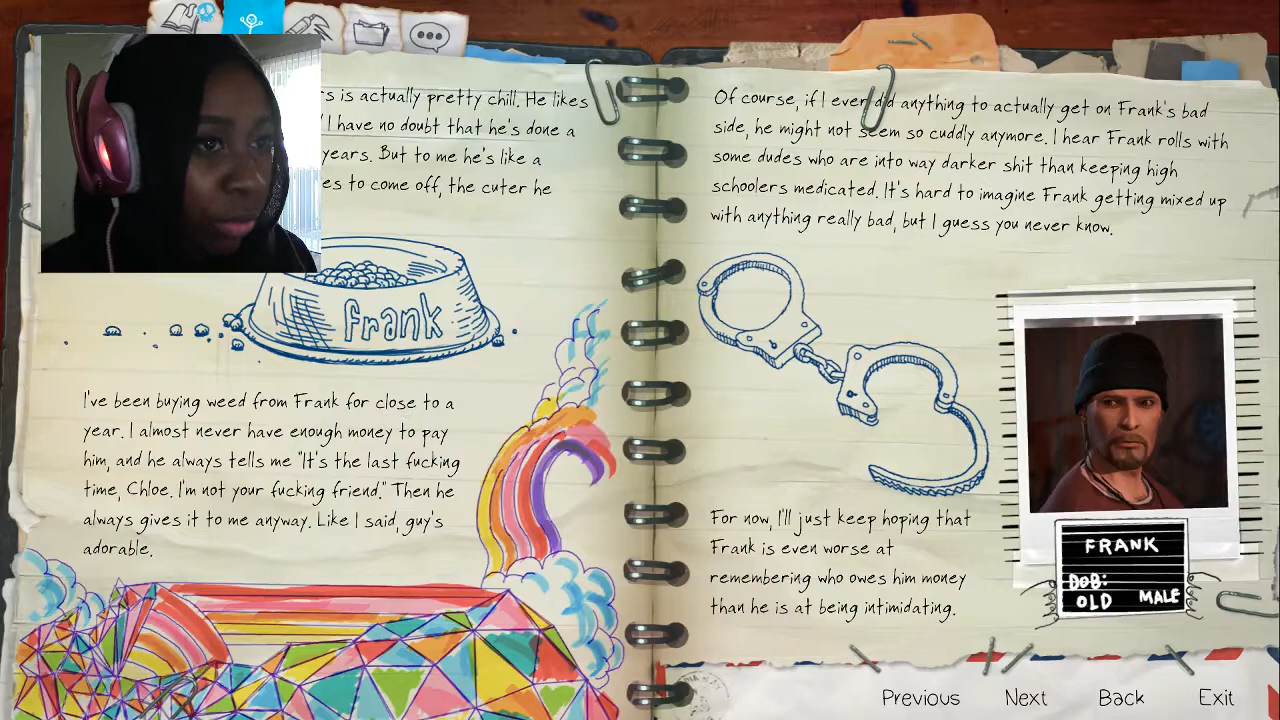 rs is actually pretty chill. He likes
I have no doubt that he's done a
years. But to me he's like a
es to come off, the cuter he
frank
I've been buying weed from Frank for close to a
year. I almost never have enough money to pay
him, and he always tells me "It's the last fucking
time, Chloe. I'm not your fucking friend." Then he
always gives it to me anyway. Like I said, guy's
adorable.
Of course, if I ever did anything to actually get on Frank's bad
side, he might not seem so cuddly anymore. I hear Frank rolls with
some dudes who are into way darker shit than keeping high
schoolers medicated. It's hard to imagine Frank getting mixed up
with anything really bad, but I guess you never know.
For now, I'll just keep hoping that
Frank is even worse at
remembering who owes him money
than he is at being intimidating.
FRANK
DOB:
OLD MALE
Previous Next Back Exit